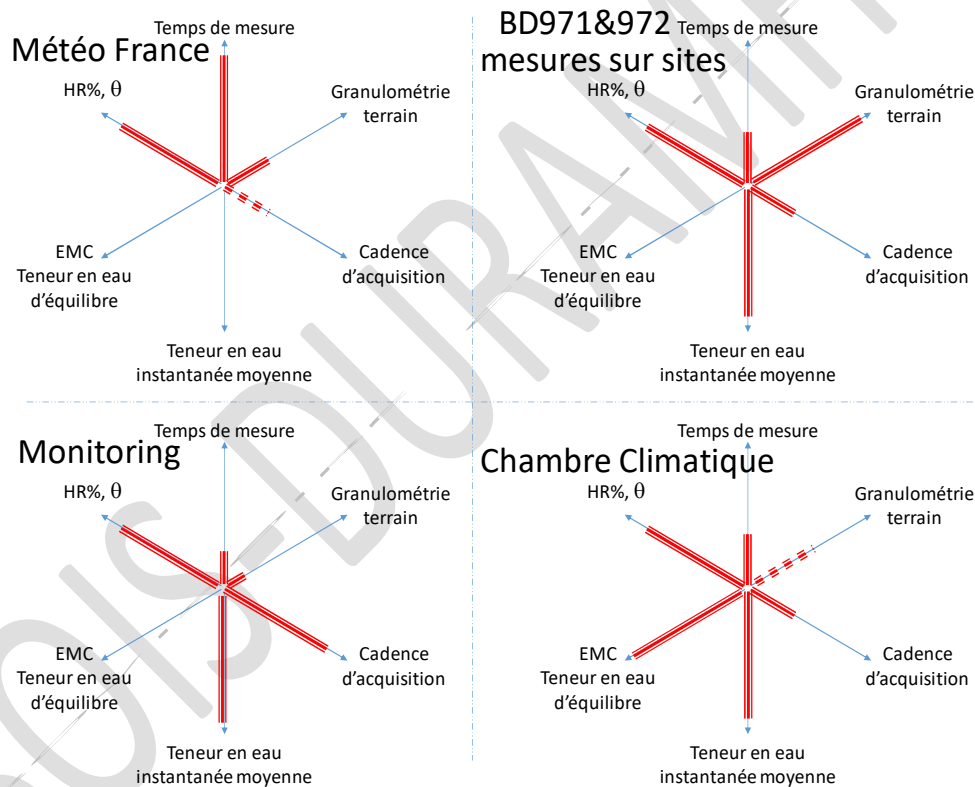 Météo France
Temps de mesure
HR%, θ
Granulométrie
terrain
EMC
Teneur en eau
d’équilibre
Cadence
d’acquisition
Teneur en eau
instantanée moyenne
BD971&972
mesures sur sites
Temps de mesure
HR%, θ
Granulométrie
terrain
EMC
Teneur en eau
d’équilibre
Cadence
d’acquisition
Teneur en eau
instantanée moyenne
Monitoring
Temps de mesure
HR%, θ
Granulométrie
terrain
EMC
Teneur en eau
d’équilibre
Cadence
d’acquisition
Teneur en eau
instantanée moyenne
Chambre Climatique
Temps de mesure
HR%, θ
Granulométrie
terrain
EMC
Teneur en eau
d’équilibre
Cadence
d’acquisition
Teneur en eau
instantanée moyenne
OIS-DURAMH